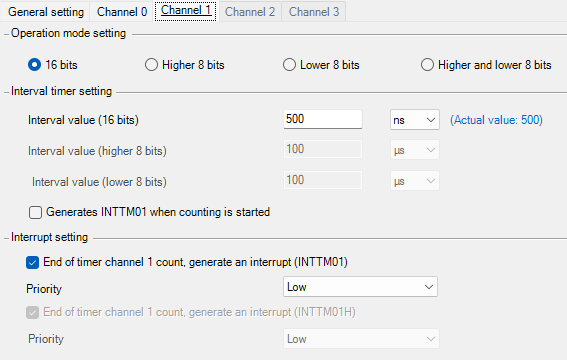 General setting Channel 0 Channel 1 Channel 2 Channel 3
Operation mode setting
16 bits Higher 8 bits Lower 8 bits Higher and lower 8 bits
Interval timer setting
Interval value (16 bits) 500 ns (Actual value: 500)
Interval value (higher 8 bits) 100 µs
Interval value (lower 8 bits) 100 µs
Generates INTTM01 when counting is started
Interrupt setting
End of timer channel 1 count, generate an interrupt (INTTM01)
Priority Low
End of timer channel 1 count, generate an interrupt (INTTM01H)
Priority Low